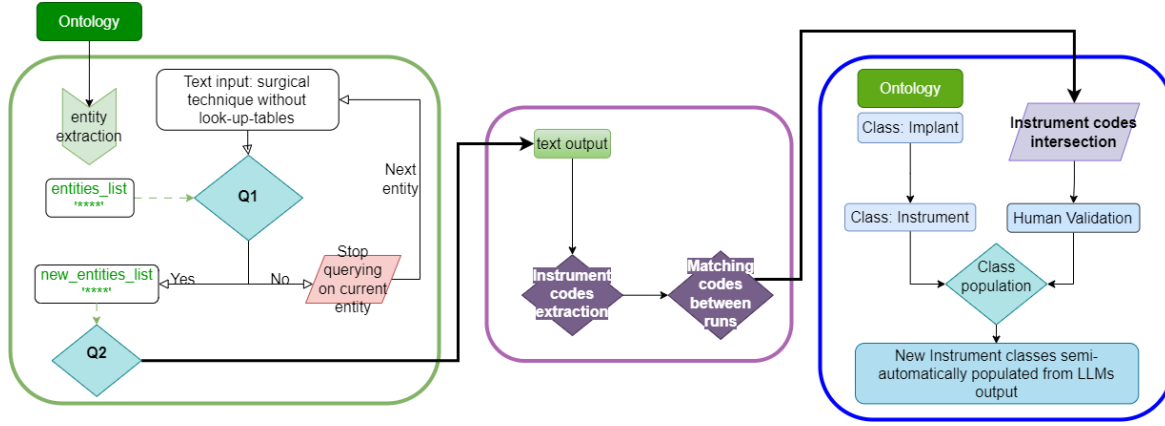 Ontology
entity
extraction
Text input: surgical
technique without
look-up-tables
entities_list
'****'
Q1
Next
entity
new_entities_list
'****'
Yes
No
Stop
querying
on current
entity
Q2
text output
Instrument
codes
extraction
Matching
codes
between
runs
Ontology
Class: Implant
Class: Instrument
Instrument codes
intersection
Human Validation
Class
population
New Instrument classes semi-
automatically populated from LLMs
output